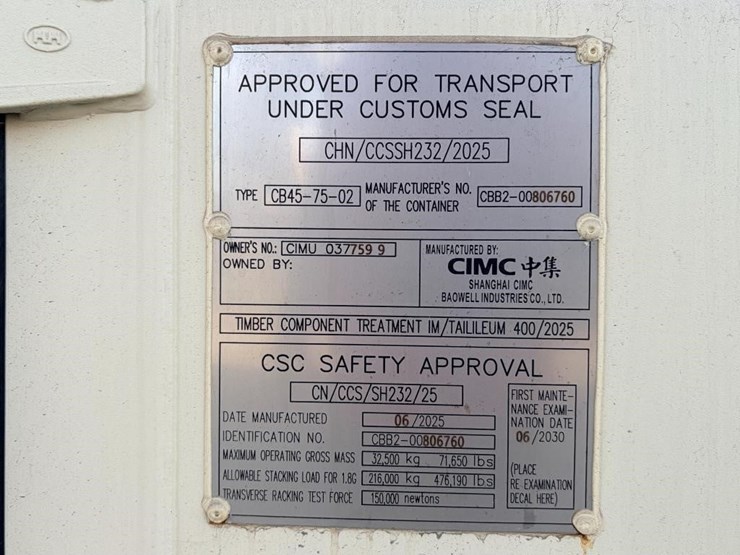 APPROVED FOR TRANSPORT
UNDER CUSTOMS SEAL
CHN/CCSSH232/2025
TYPE CB45-75-02 MANUFACTURER'S NO. OF THE CONTAINER CBB2-00806760
OWNER'S NO.: CIMU 037759 9
OWNED BY:
MANUFACTURED BY:
CIMC 中集
SHANGHAI CIMC
BAOWELL INDUSTRIES CO., LTD.
TIMBER COMPONENT TREATMENT IM/TAILILEUM 400/2025
CSC SAFETY APPROVAL
CN/CCS/SH232/25
DATE MANUFACTURED 06/2025
IDENTIFICATION NO. CBB2-00806760
MAXIMUM OPERATING GROSS MASS 32,500 kg 71,650 lbs
ALLOWABLE STACKING LOAD FOR 1.8G 216,000 kg 476,190 lbs
TRANSVERSE RACKING TEST FORCE 150,000 newtons
FIRST MAINTE-
NANCE EXAMI-
NATION DATE
06/2030
(PLACE
RE-EXAMINATION
DECAL HERE)